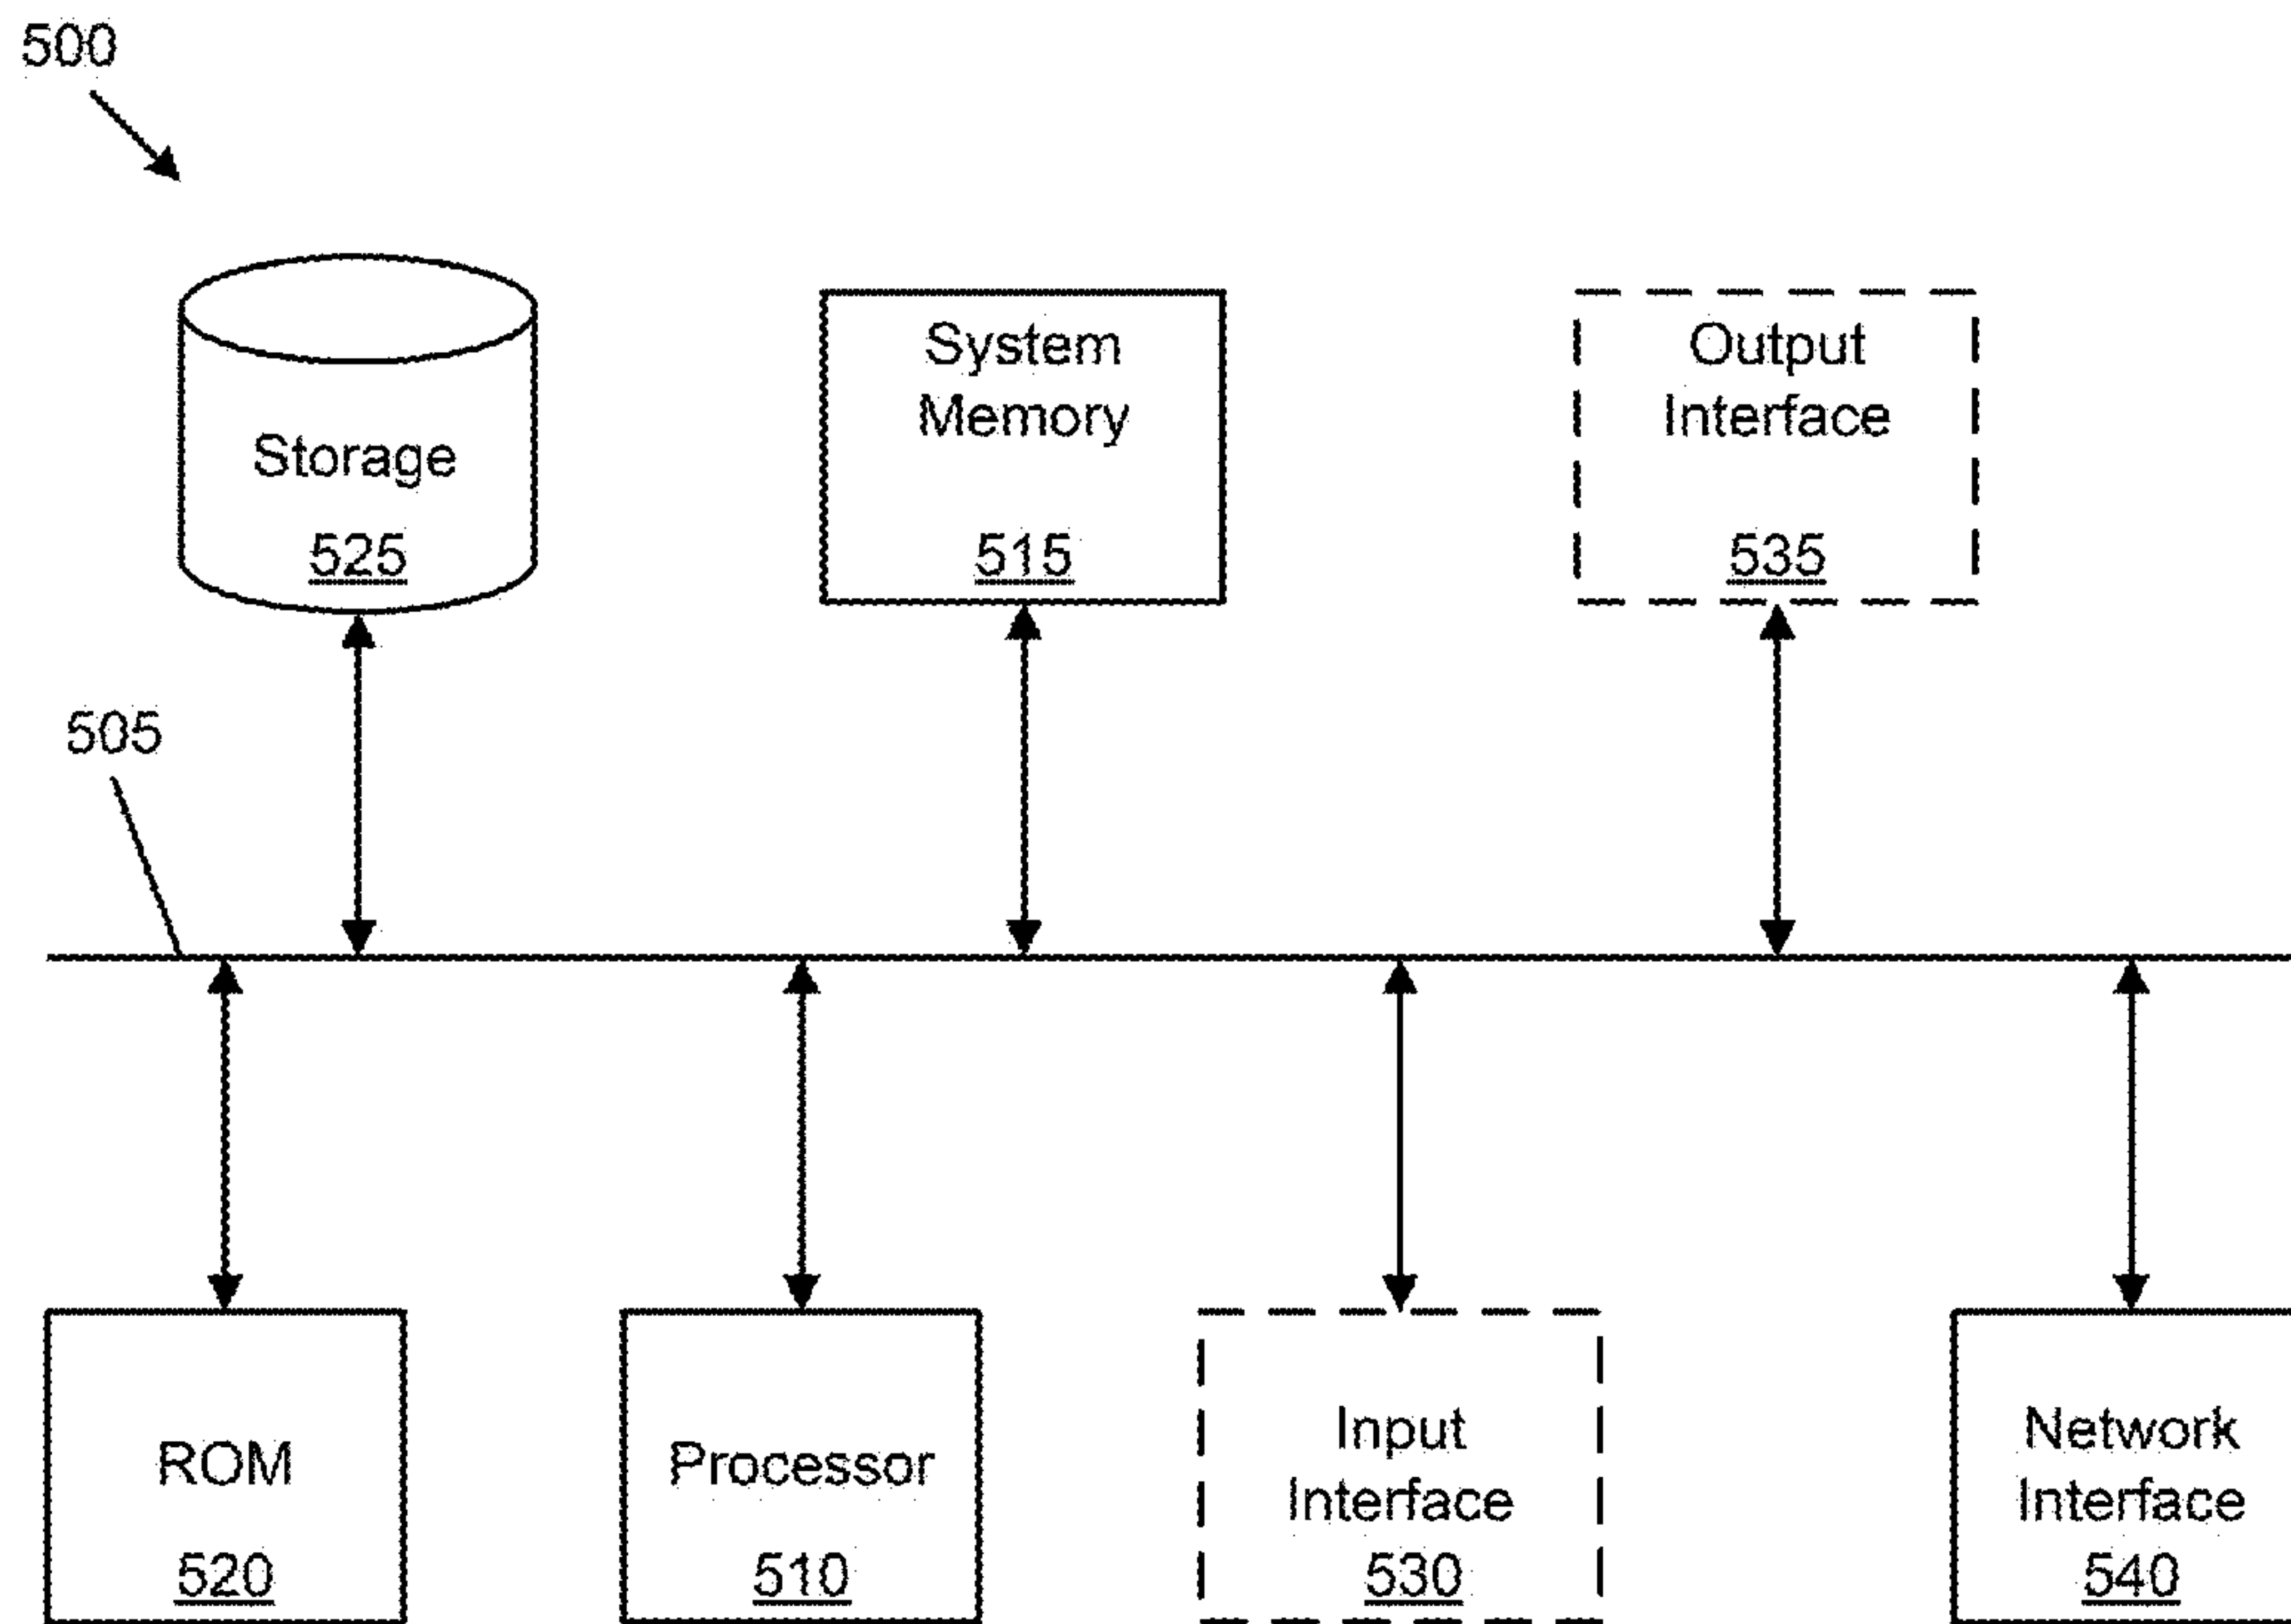 500
Storage
525
System
Memory
515
Output
Interface
535
505
ROM
520
Processor
510
Input
Interface
530
Network
Interface
540